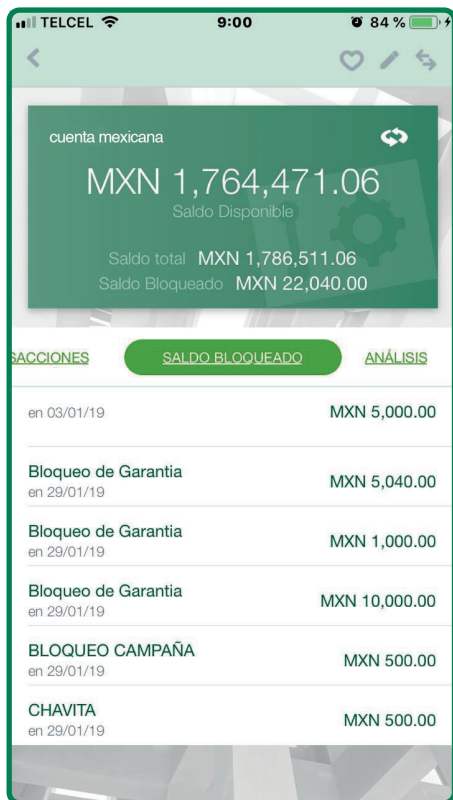 TELCEL 9:00 84 %
cuenta mexicana
MXN 1,764,471.06
Saldo Disponible
Saldo total MXN 1,786,511.06
Saldo Bloqueado MXN 22,040.00
SACCIONES SALDO BLOQUEADO ANÁLISIS
en 03/01/19 MXN 5,000.00
Bloqueo de Garantia
en 29/01/19 MXN 5,040.00
Bloqueo de Garantia
en 29/01/19 MXN 1,000.00
Bloqueo de Garantia
en 29/01/19 MXN 10,000.00
BLOQUEO CAMPAÑA
en 29/01/19 MXN 500.00
CHAVITA
en 29/01/19 MXN 500.00